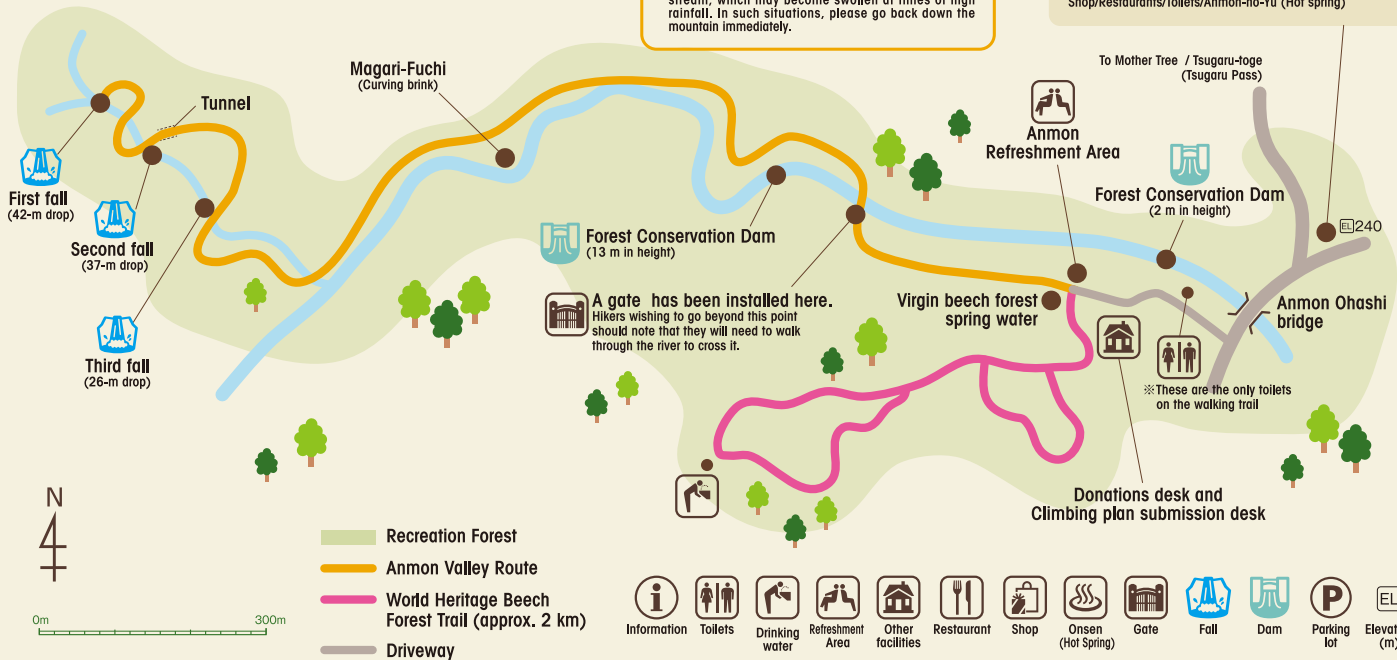 stream, which may become swollen at times of high
rainfall. In such situations, please go back down the
mountain immediately.
Shop/Restaurants/Toilets/Anmon-no-Yu (Hot spring)
To Mother Tree / Tsugaru-toge
(Tsugaru Pass)
Magari-Fuchi
(Curving brink)
Tunnel
Anmon
Refreshment Area
First fall
(42-m drop)
Second fall
(37-m drop)
Third fall
(26-m drop)
Forest Conservation Dam
(2 m in height)
EL 240
Forest Conservation Dam
(13 m in height)
A gate has been installed here.
Hikers wishing to go beyond this point
should note that they will need to walk
through the river to cross it.
Virgin beech forest
spring water
Anmon Ohashi
bridge
※These are the only toilets
on the walking trail
Donations desk and
Climbing plan submission desk
N
0m 300m
Recreation Forest
Anmon Valley Route
World Heritage Beech
Forest Trail (approx. 2 km)
Driveway
Information
Toilets
Drinking
water
Refreshment
Area
Other
facilities
Restaurant
Shop
Onsen
(Hot Spring)
Gate
Fall
Dam
P
Parking
lot
EL
(m)